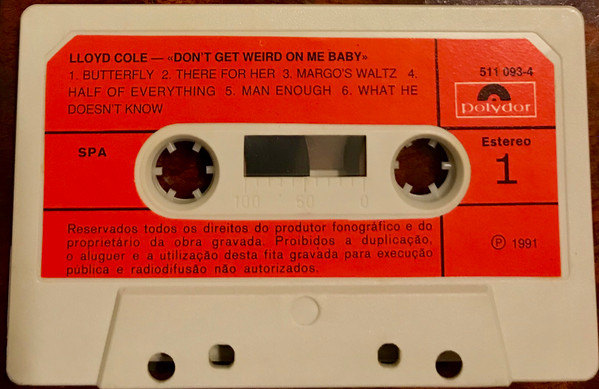 LLOYD COLE — «DON'T GET WEIRD ON ME BABY»
1. BUTTERFLY 2. THERE FOR HER 3. MARGO'S WALTZ 4.
HALF OF EVERYTHING 5. MAN ENOUGH 6. WHAT HE
DOESN'T KNOW
511 093-4
polydor
SPA
Estereo
1
100 50 0
Reservados todos os direitos do produtor fonográfico e do
proprietário da obra gravada. Proibidos a duplicação,
o aluguer e a utilização desta fita gravada para execução
pública e radiodifusão não autorizados.
℗ 1991